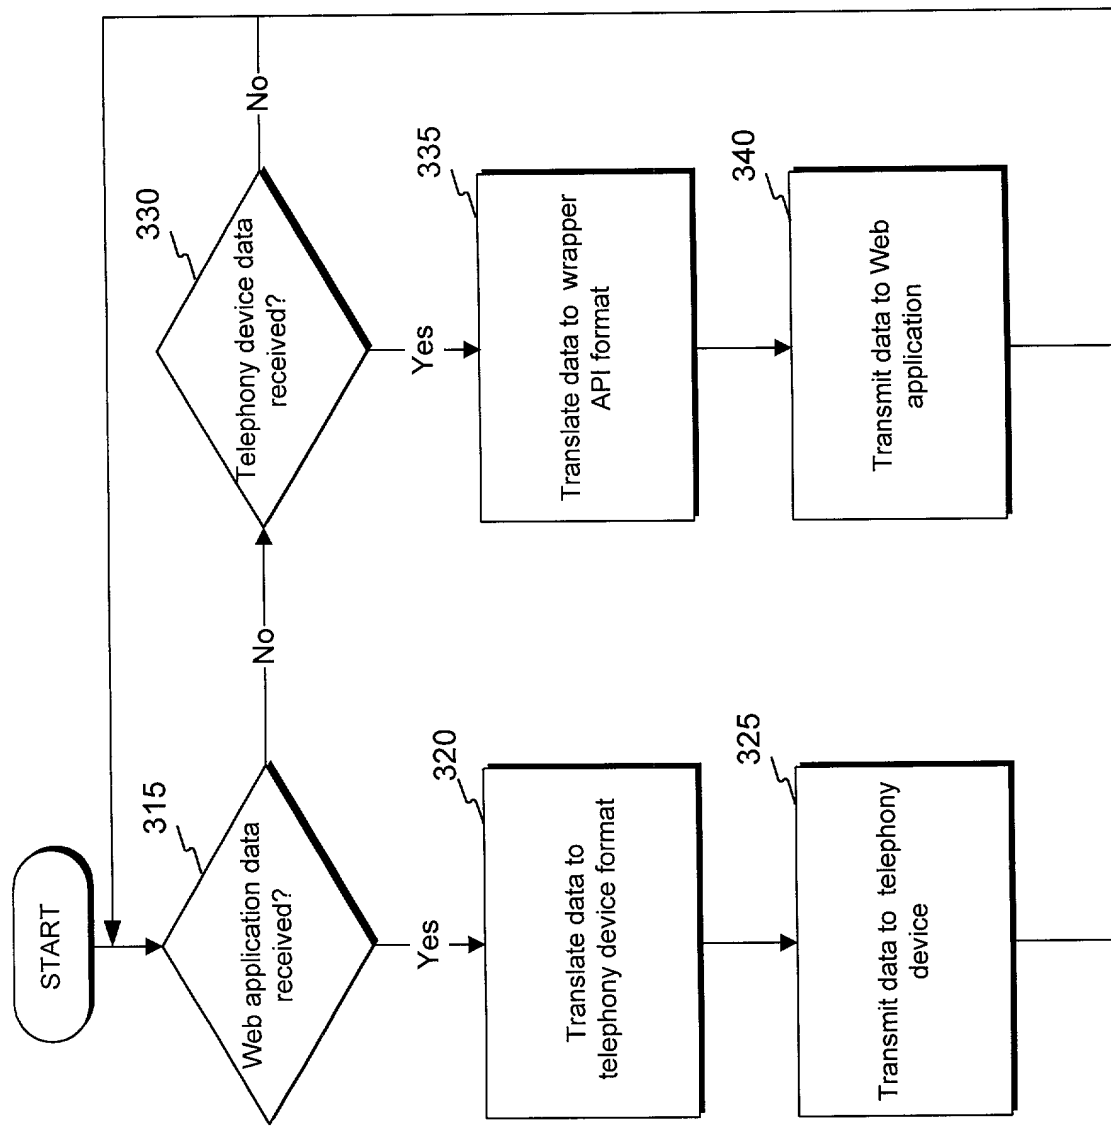 START
315
Web application data
received?
No
330
Telephony device data
received?
No
Yes
320
Translate data to
telephony device format
Yes
335
Translate data to wrapper
API format
325
Transmit data to telephony
device
340
Transmit data to Web
application